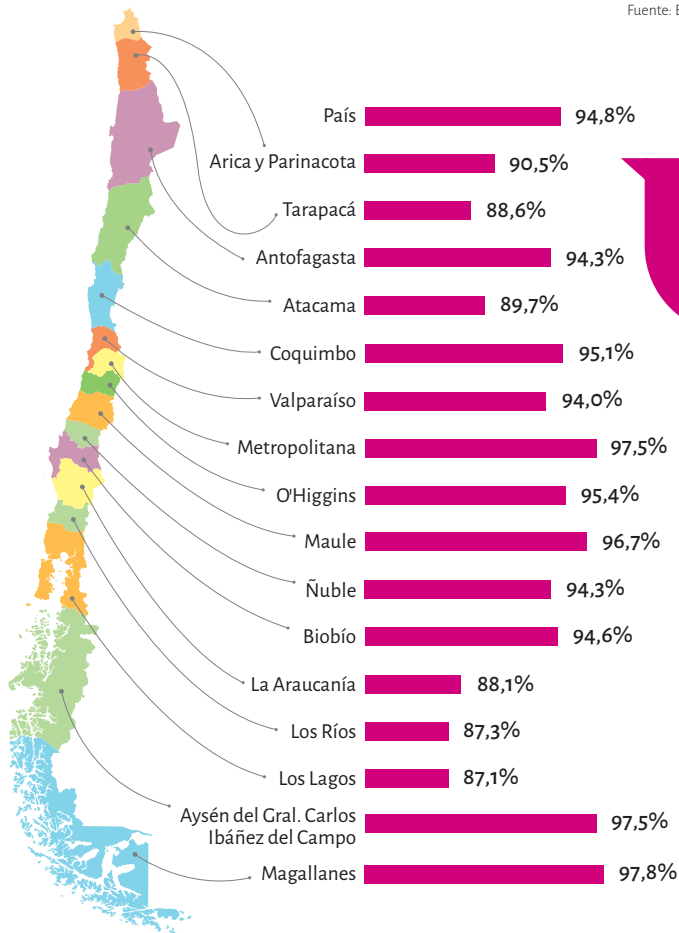 Fuente: E
País 94,8%
Arica y Parinacota 90,5%
Tarapacá 88,6%
Antofagasta 94,3%
Atacama 89,7%
Coquimbo 95,1%
Valparaíso 94,0%
Metropolitana 97,5%
O'Higgins 95,4%
Maule 96,7%
Ñuble 94,3%
Biobío 94,6%
La Araucanía 88,1%
Los Ríos 87,3%
Los Lagos 87,1%
Aysén del Gral. Carlos
Ibáñez del Campo 97,5%
Magallanes 97,8%